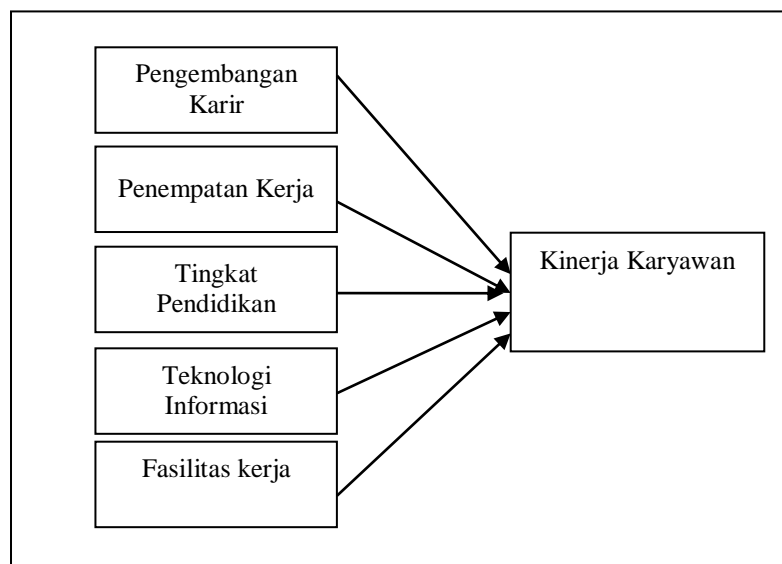 Pengembangan
Karir
Penempatan Kerja
Tingkat
Pendidikan
Teknologi
Informasi
Fasilitas kerja
Kinerja Karyawan